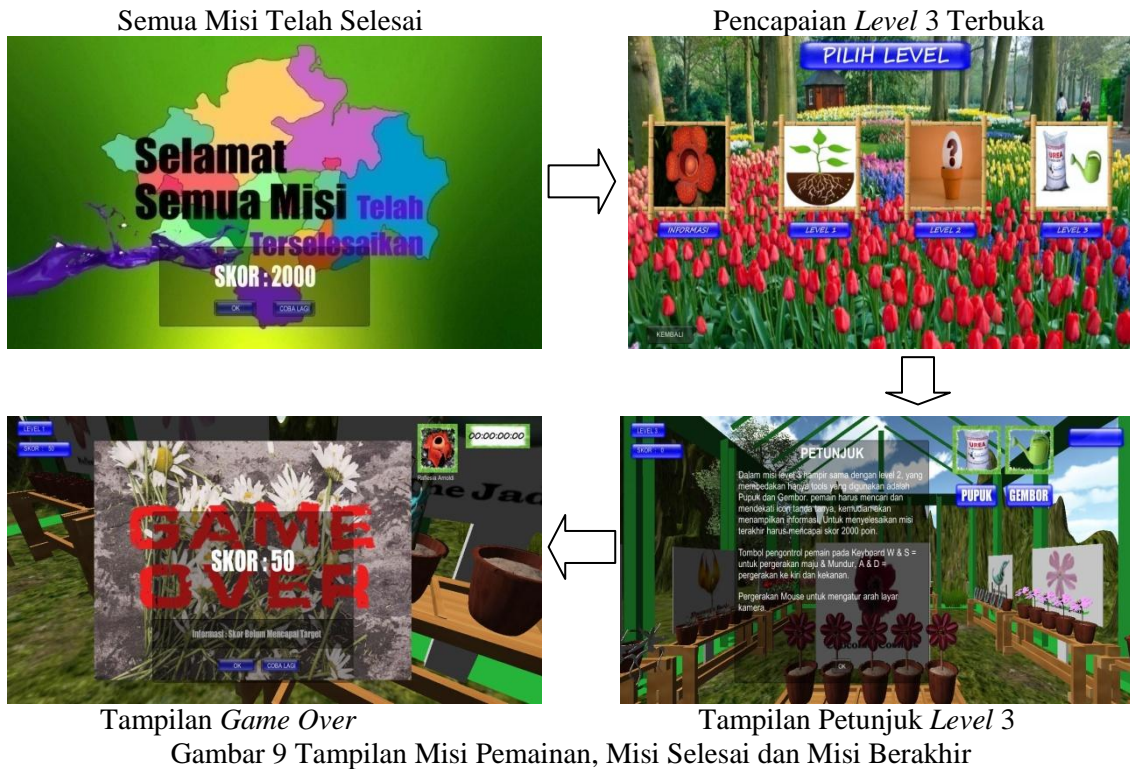 Semua Misi Telah Selesai
Pencapaian Level 3 Terbuka
Selamat
Semua Misi Telah
Terselesaikan
SKOR : 2000
OK
COBA LAGI
PILIH LEVEL
INFORMASI
LEVEL 1
LEVEL 2
LEVEL 3
UREA
KEMBALI
LEVEL 1
SKOR : 50
00:00:00:00
Rafflesia Arnoldi
GAME
OVER
SKOR : 50
Informasi : Skor Belum Mencapai Target
OK
COBA LAGI
LEVEL 3
SKOR : 0
UREA
PUPUK
GEMBOR
PETUNJUK
Dalam misi level 3 hampir sama dengan level 2, yang
membedakan hanya tools yang digunakan adalah
Pupuk dan Gembor. pemain harus mencari dan
mendekati icon tanda tanya, kemudian akan
menampilkan informasi, Untuk menyelesaikan misi
terakhir harus mencapai skor 2000 poin.
Tombol pengontrol pemain pada Keyboard W & S =
untuk pergerakan maju & Mundur, A & D =
pergerakan ke kiri dan kekanan.
Pergerakan Mouse untuk mengatur arah layar
kamera.
OK
Tampilan Game Over
Tampilan Petunjuk Level 3
Gambar 9 Tampilan Misi Pemainan, Misi Selesai dan Misi Berakhir